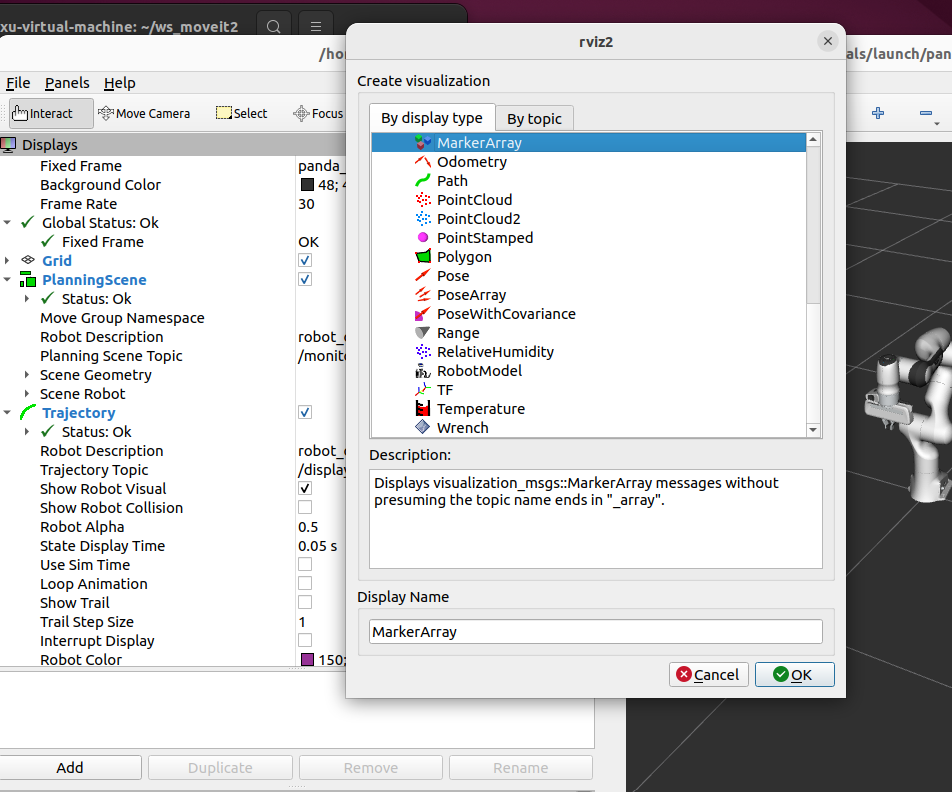 xu-virtual-machine: ~/ws_moveit2
rviz2
/ho
als/launch/pan
File Panels Help
Interact Move Camera Select Focus
Displays
Fixed Frame panda_
Background Color 48; 4
Frame Rate 30
Global Status: Ok
Fixed Frame OK
Grid
PlanningScene
Status: Ok
Move Group Namespace
Robot Description robot_
Planning Scene Topic /monit
Scene Geometry
Scene Robot
Trajectory
Status: Ok
Robot Description robot_
Trajectory Topic /display
Show Robot Visual
Show Robot Collision
Robot Alpha 0.5
State Display Time 0.05 s
Use Sim Time
Loop Animation
Show Trail
Trail Step Size 1
Interrupt Display
Robot Color 150;
Add Duplicate Remove Rename
Create visualization
By display type By topic
MarkerArray
Odometry
Path
PointCloud
PointCloud2
PointStamped
Polygon
Pose
PoseArray
PoseWithCovariance
Range
RelativeHumidity
RobotModel
TF
Temperature
Wrench
Description:
Displays visualization_msgs::MarkerArray messages without
presuming the topic name ends in "_array".
Display Name
MarkerArray
Cancel OK